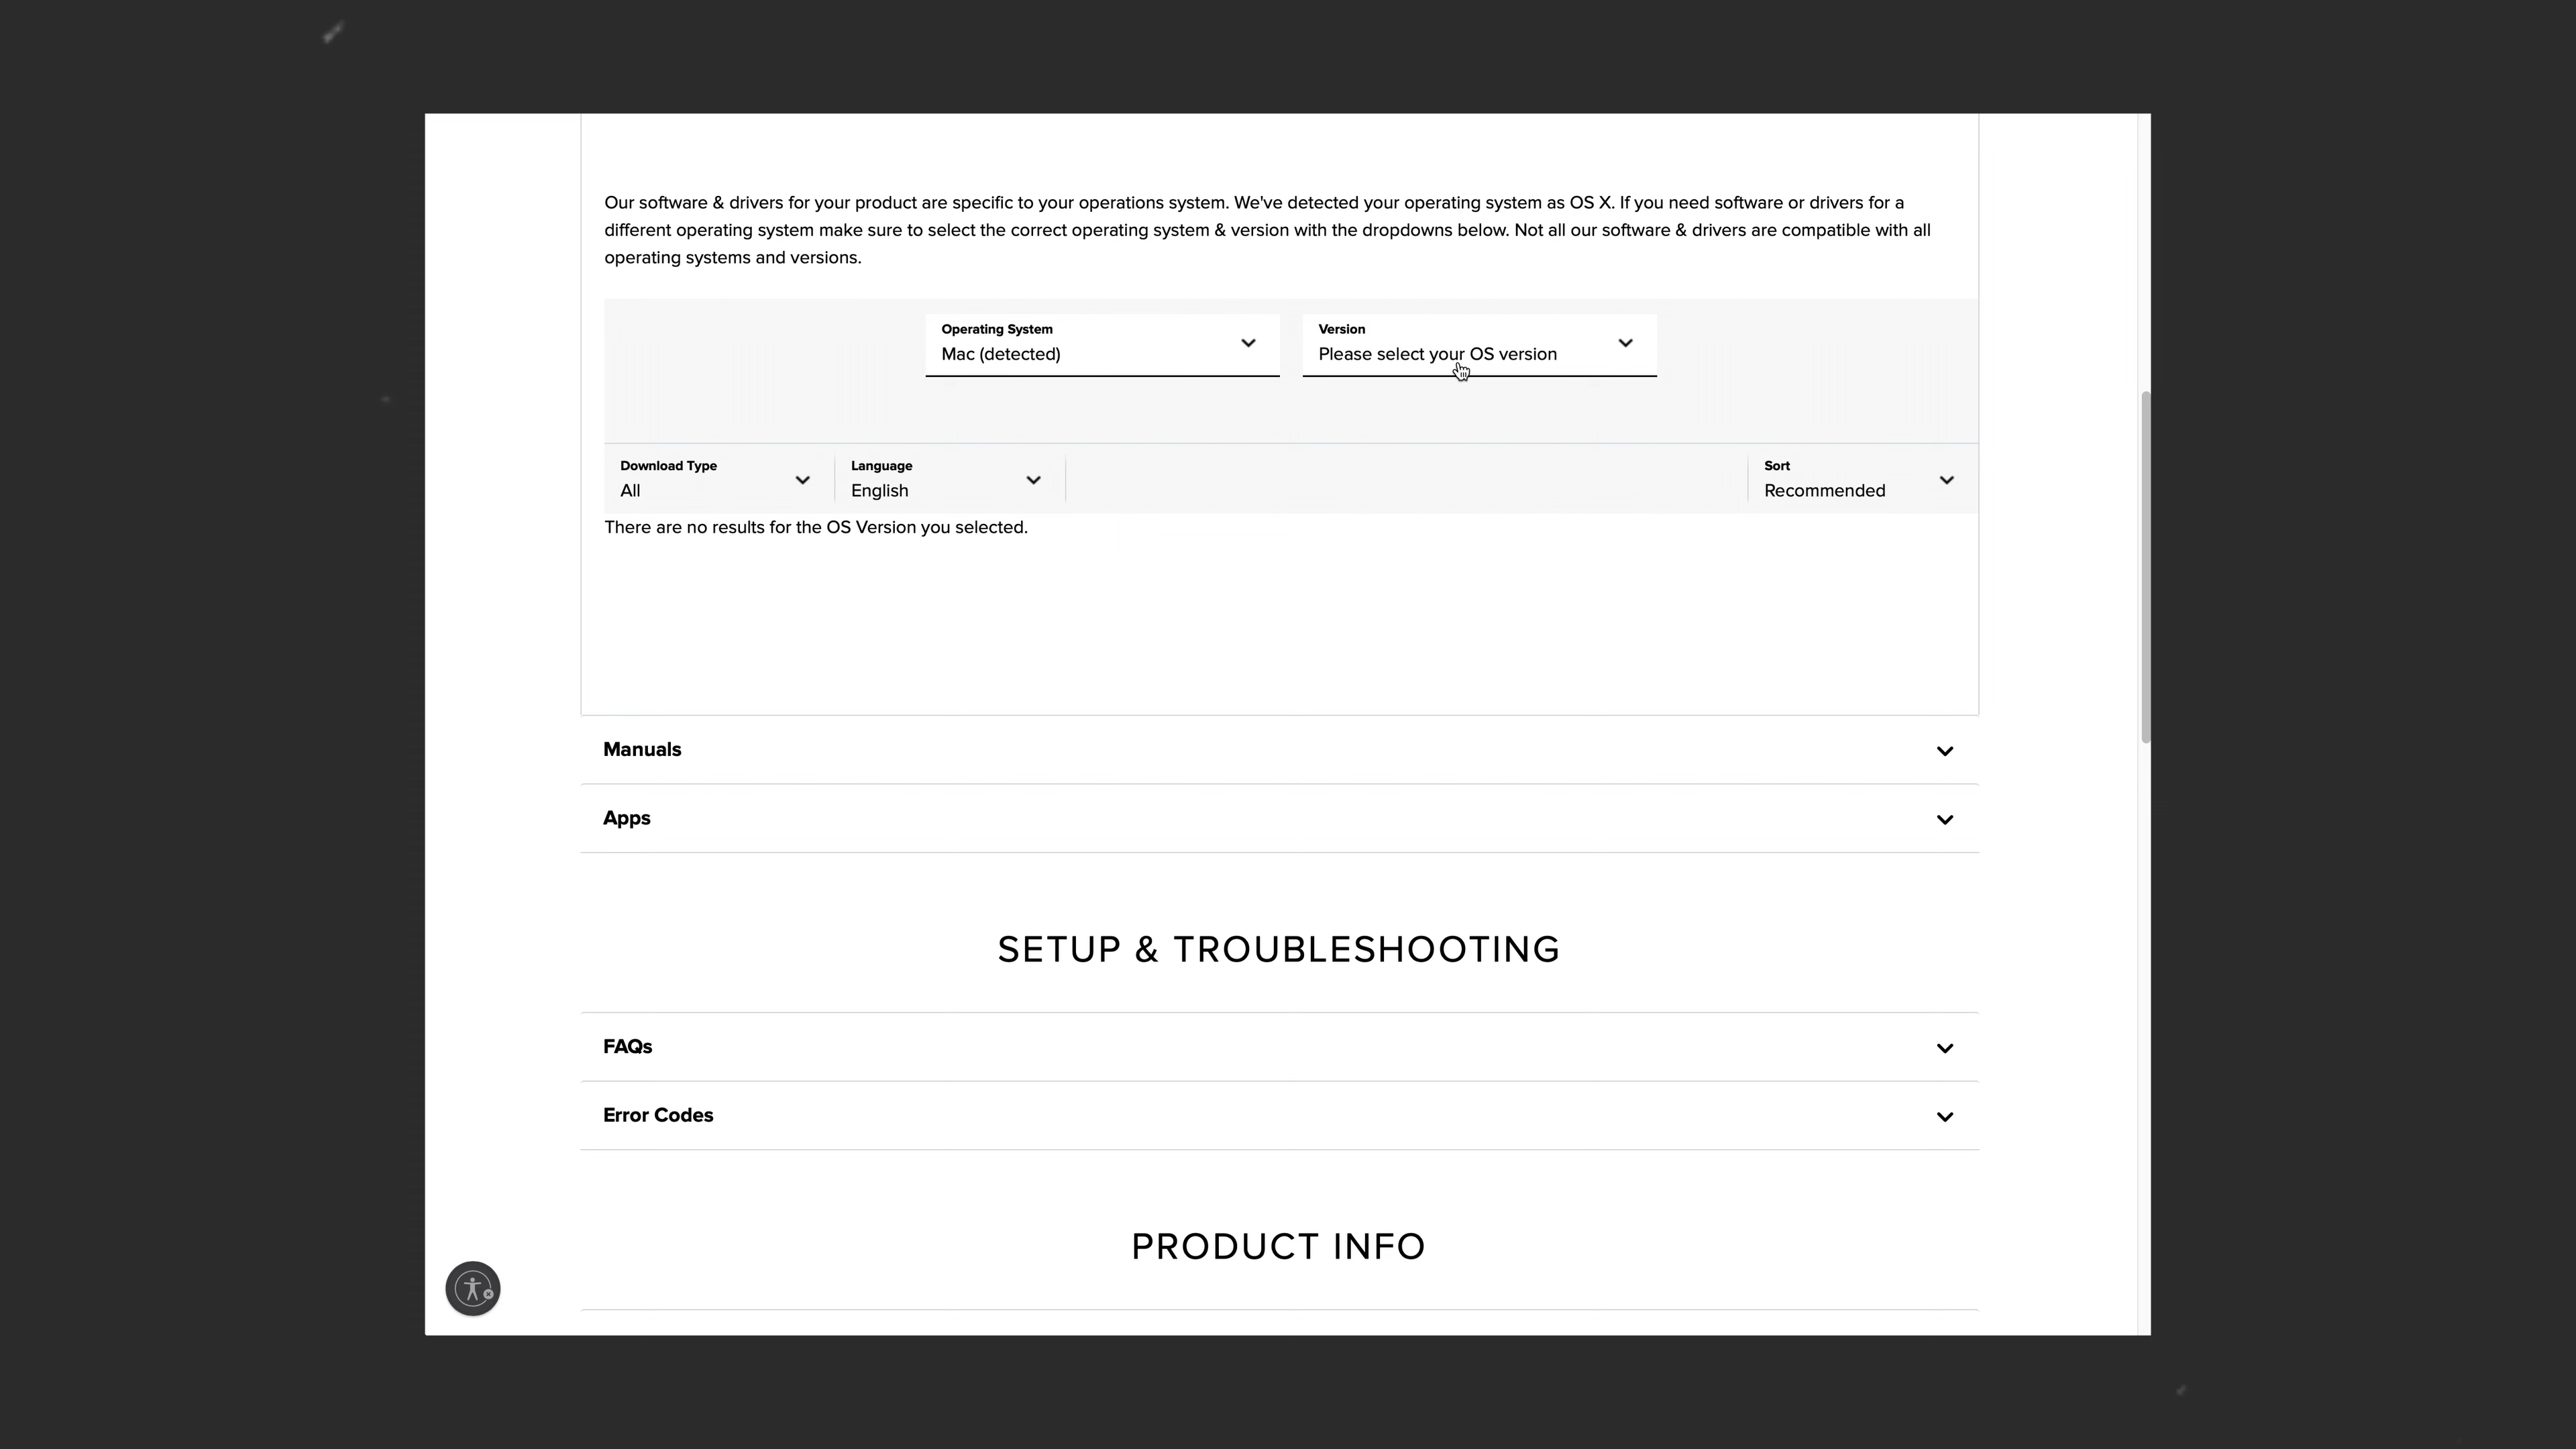 Our software & drivers for your product are specific to your operations system. We've detected your operating system as OS X. If you need software or drivers for a
different operating system make sure to select the correct operating system & version with the dropdowns below. Not all our software & drivers are compatible with all
operating systems and versions.
Operating System
Mac (detected)
Version
Please select your OS version
Download Type
All
Language
English
Sort
Recommended
There are no results for the OS Version you selected.
Manuals
Apps
SETUP & TROUBLESHOOTING
FAQs
Error Codes
PRODUCT INFO